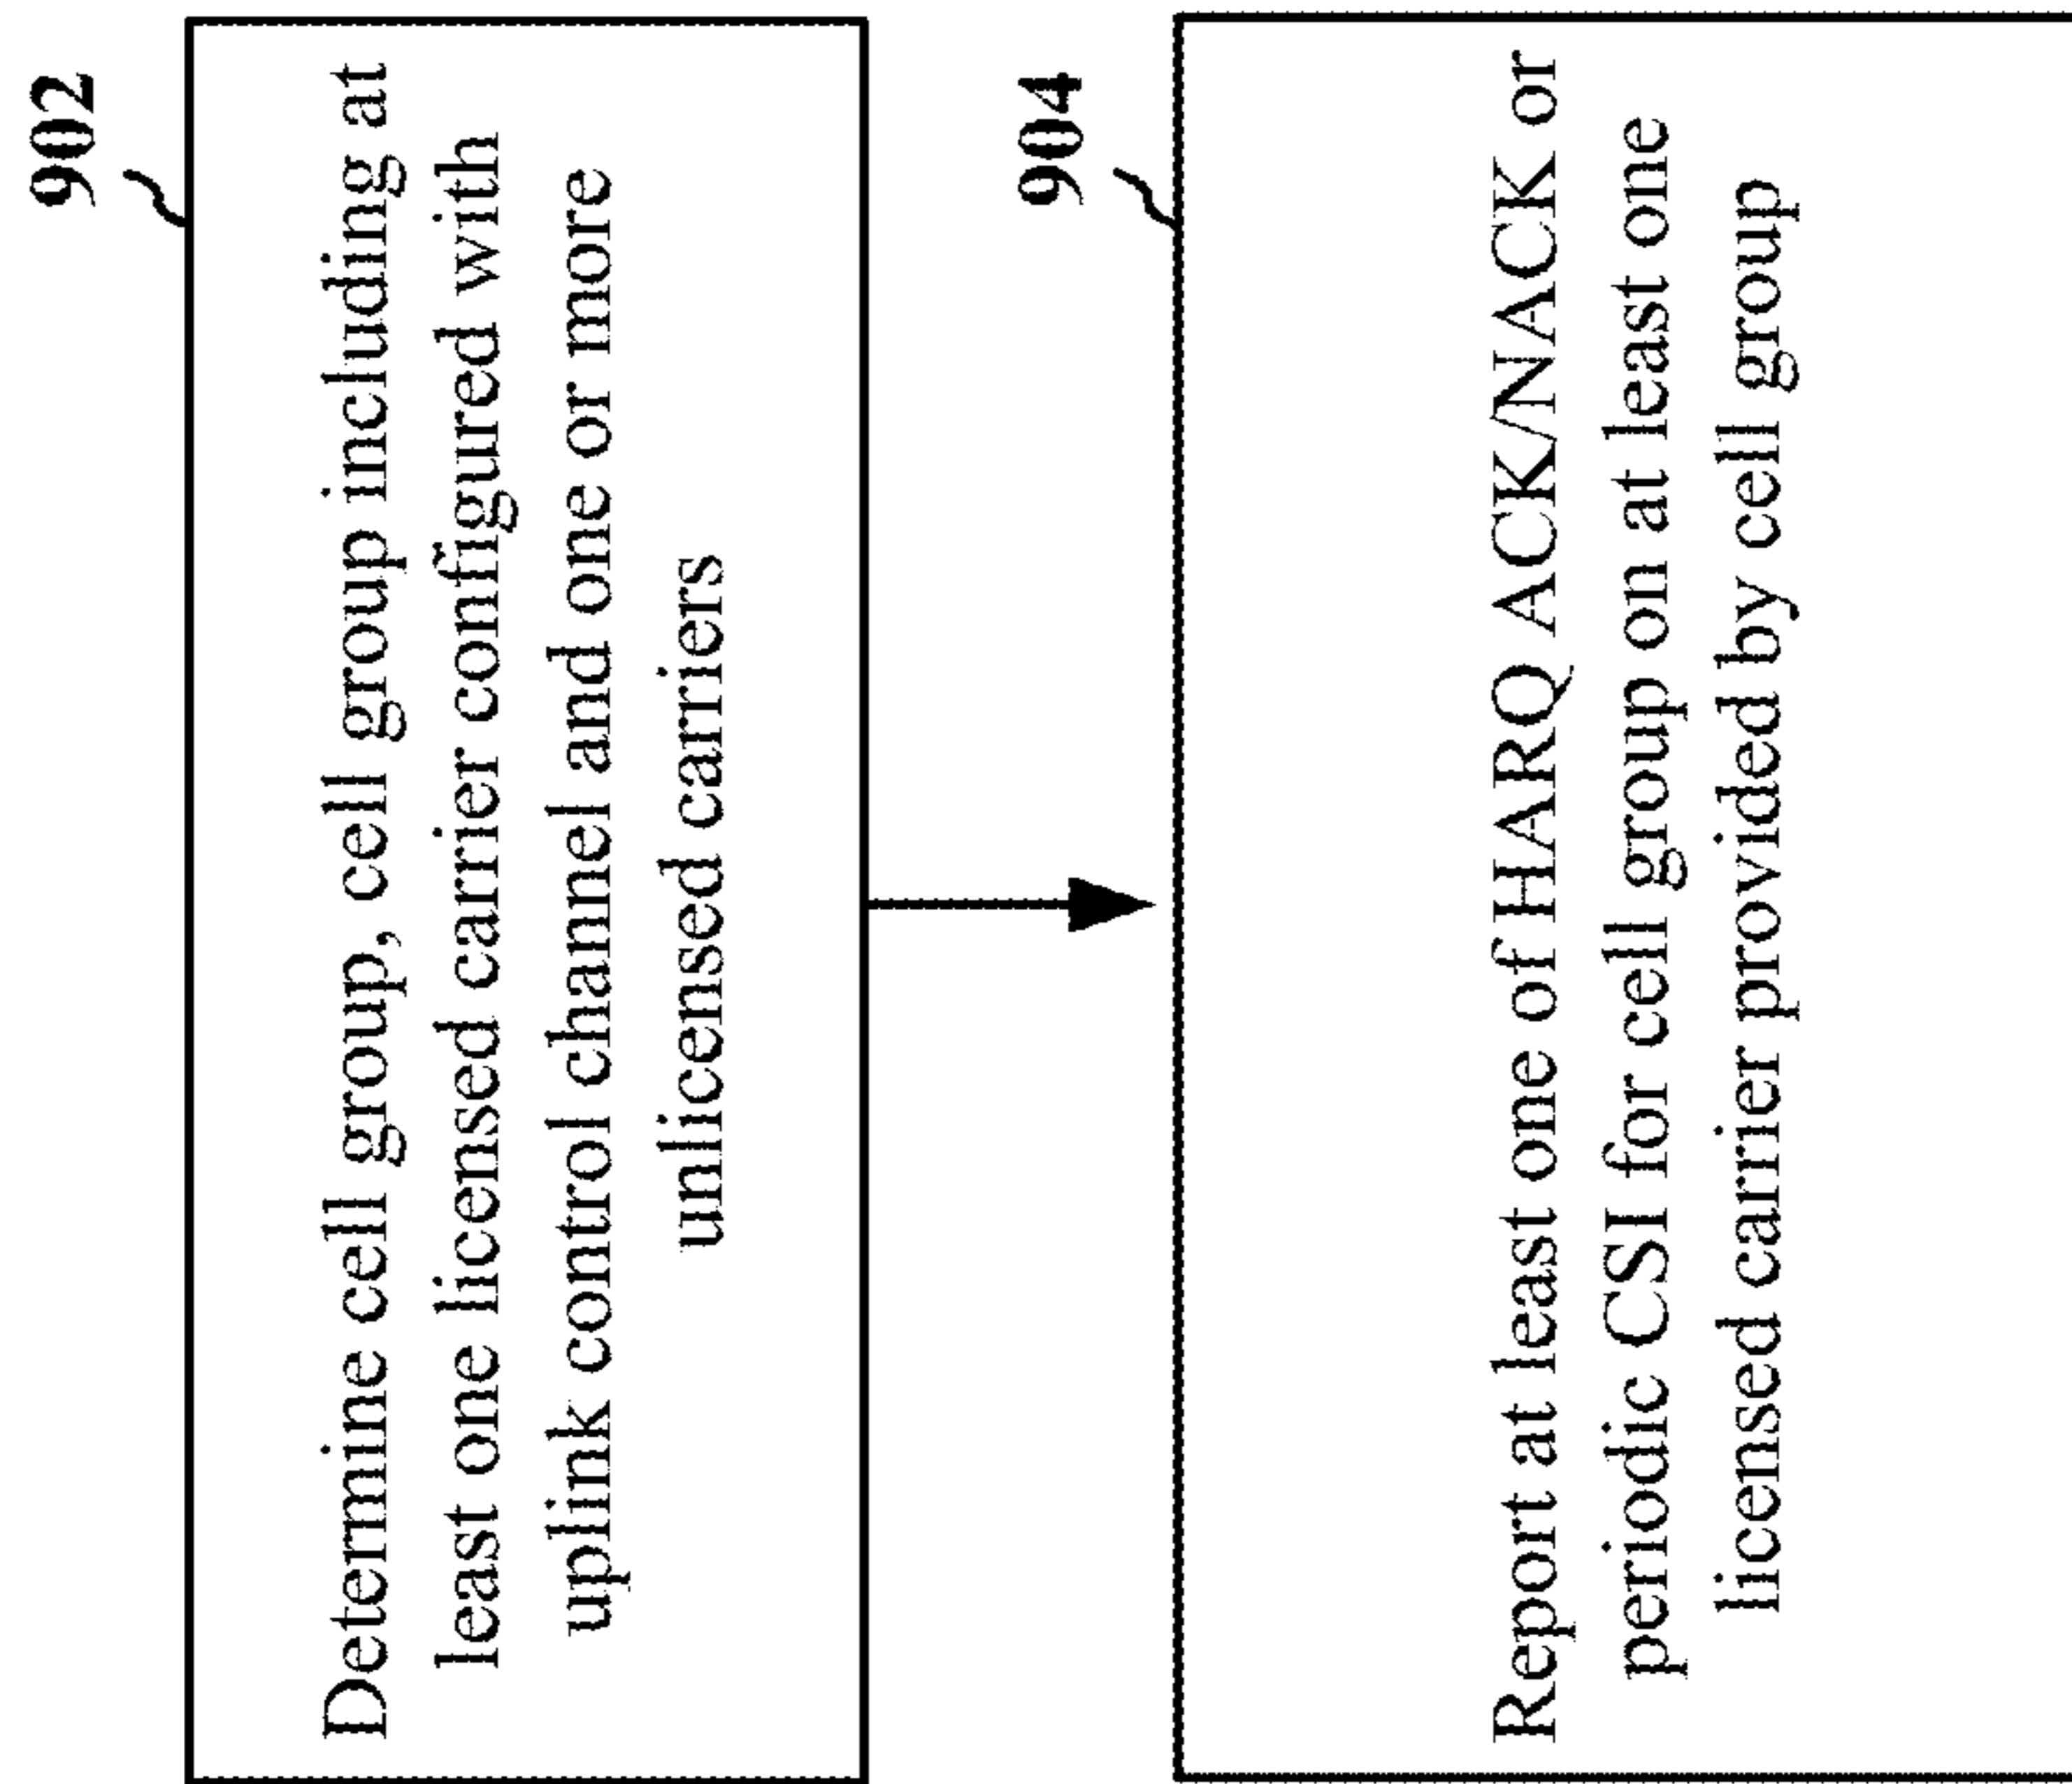 902
Determine cell group, cell group including at
least one licensed carrier configured with
uplink control channel and one or more
unlicensed carriers
904
Report at least one of HARQ ACK/NACK or
periodic CSI for cell group on at least one
licensed carrier provided by cell group